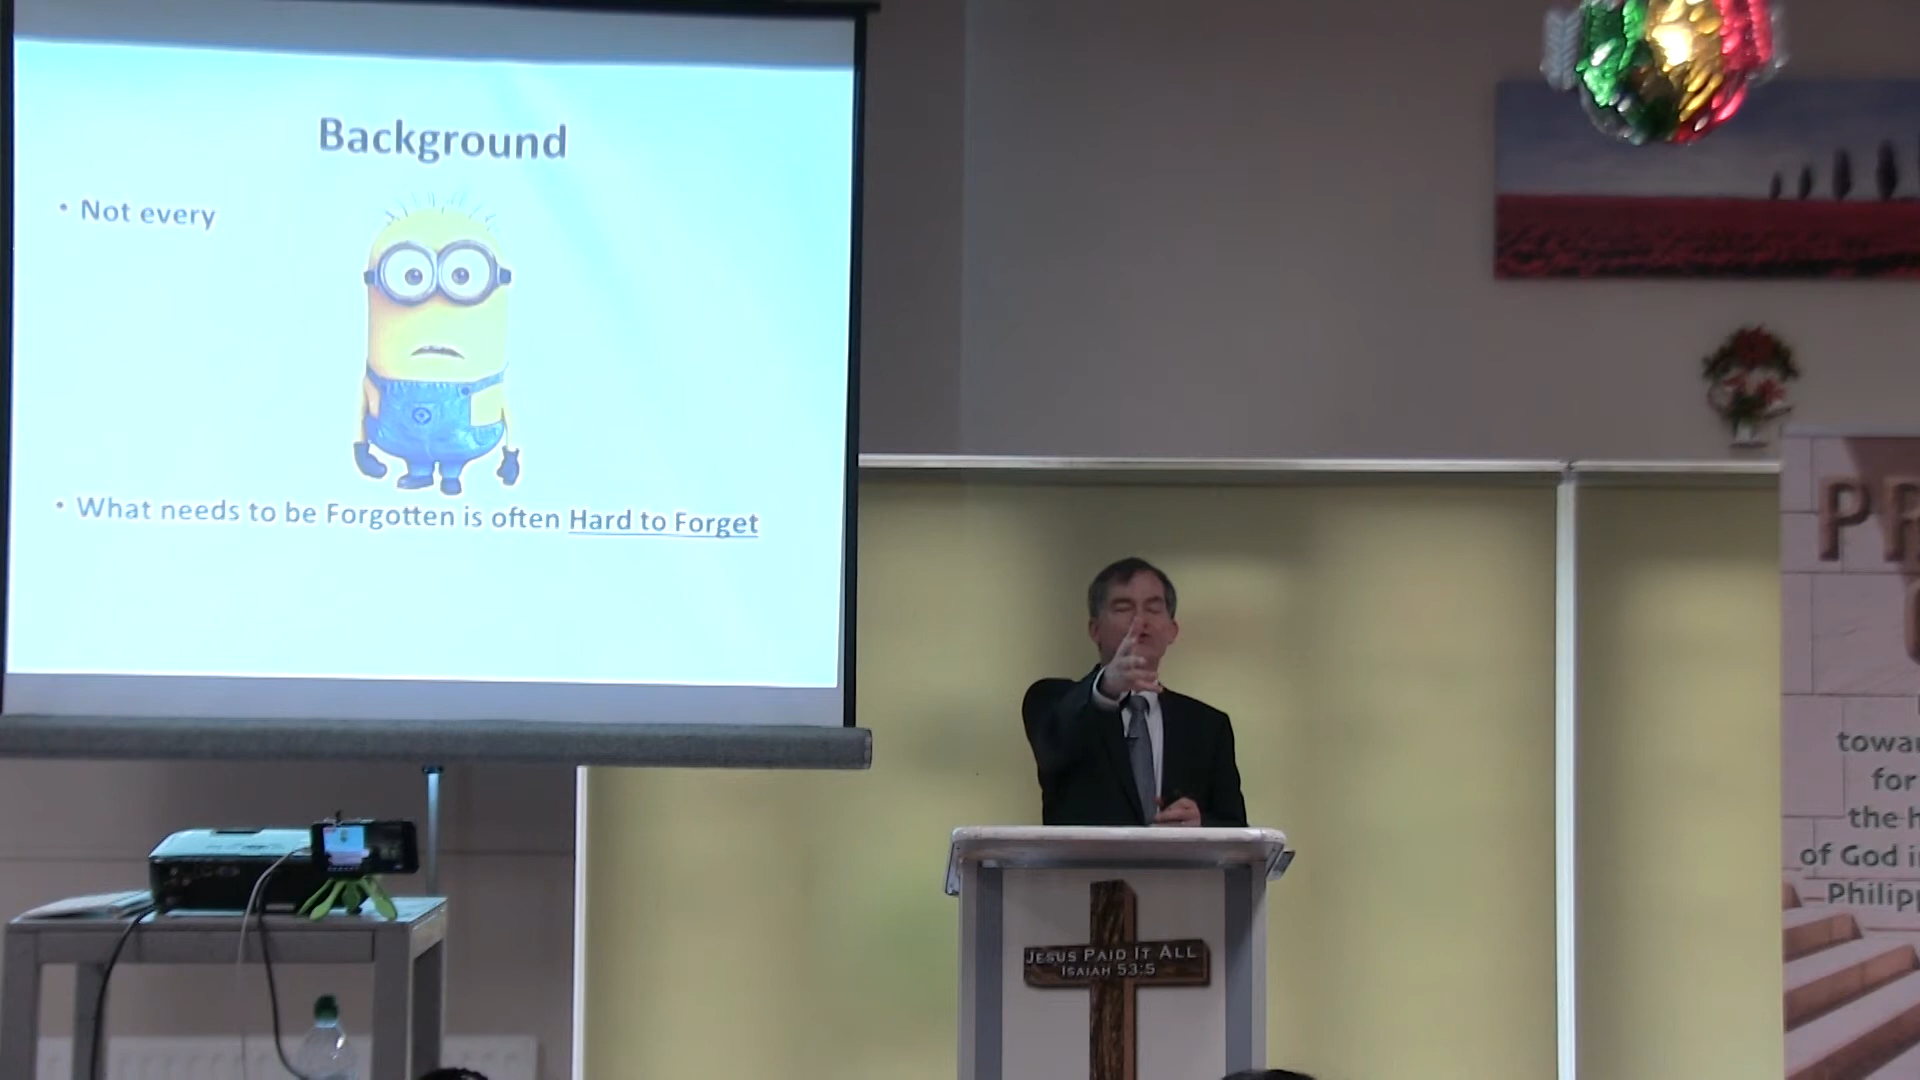 Background
• Not every
• What needs to be Forgotten is often Hard to Forget
JESUS PAID IT ALL
ISAIAH 53:5
for
of God